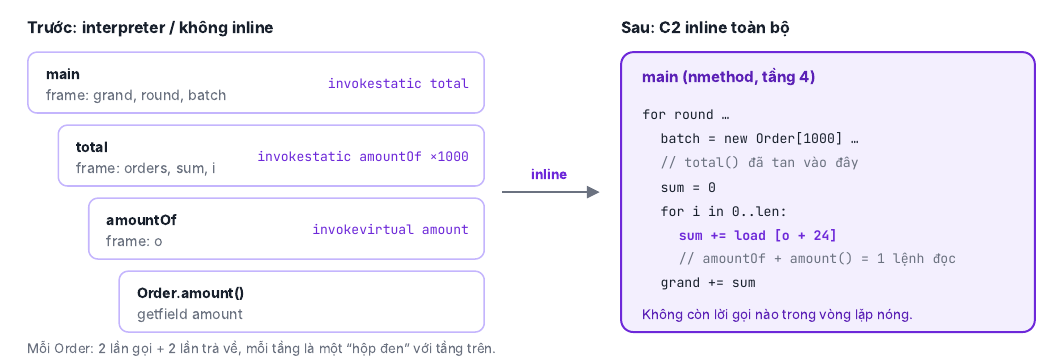 Trước: interpreter / không inline
main
frame: grand, round, batch
invokestatic total
total
frame: orders, sum, i
invokestatic amountOf ×1000
amountOf
frame: o
invokevirtual amount
Order.amount()
getfield amount
Mỗi Order: 2 lần gọi + 2 lần trả về, mỗi tầng là một “hộp đen” với tầng trên.
inline
Sau: C2 inline toàn bộ
main (nmethod, tầng 4)
for round …
batch = new Order[1000] …
// total() đã tan vào đây
sum = 0
for i in 0..len:
sum += load [o + 24]
// amountOf + amount() = 1 lệnh đọc
grand += sum
Không còn lời gọi nào trong vòng lặp nóng.